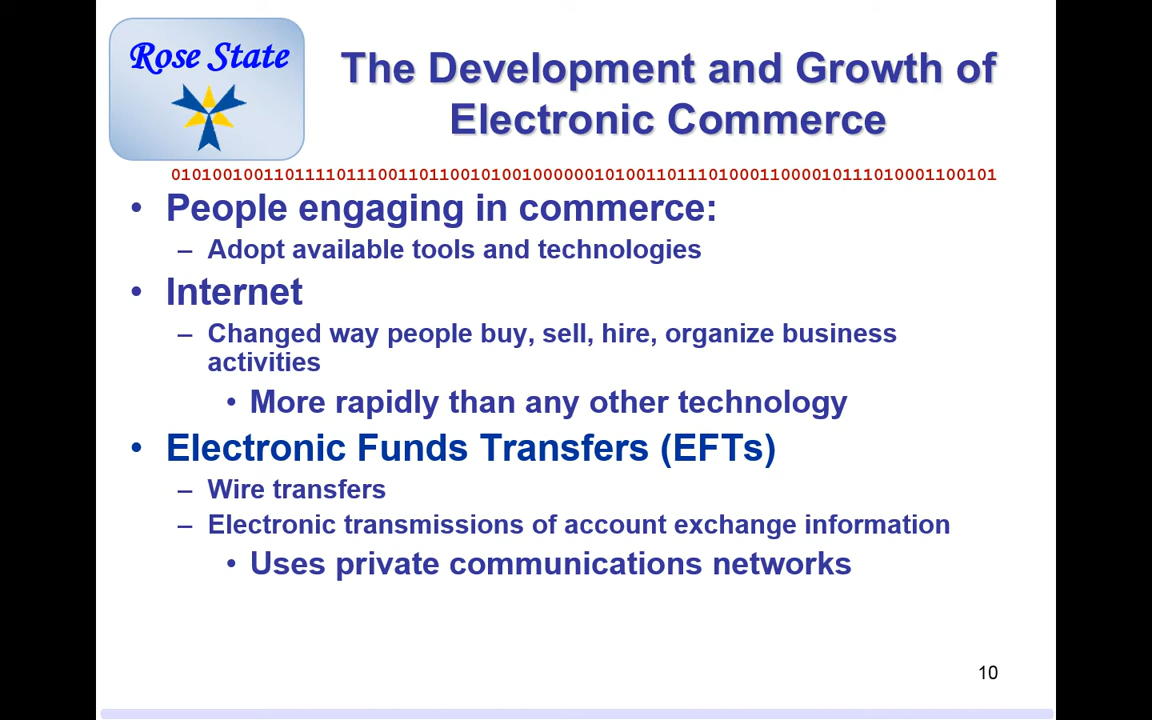 Rose State
The Development and Growth of
Electronic Commerce
0101001001101111011100110110010100100000010100110111010001100001011101000110​0101
• People engaging in commerce:
– Adopt available tools and technologies
• Internet
– Changed way people buy, sell, hire, organize business
activities
• More rapidly than any other technology
• Electronic Funds Transfers (EFTs)
– Wire transfers
– Electronic transmissions of account exchange information
• Uses private communications networks
10